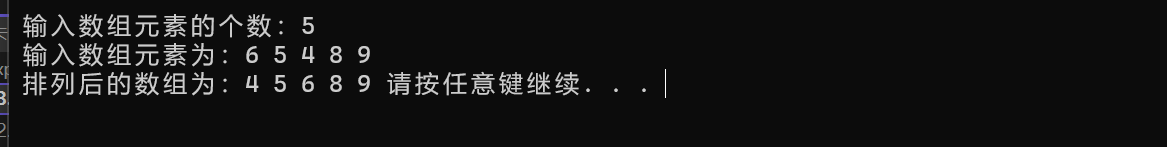 输入数组元素的个数：5
输入数组元素为：6 5 4 8 9
排列后的数组为：4 5 6 8 9 请按任意键继续. . .